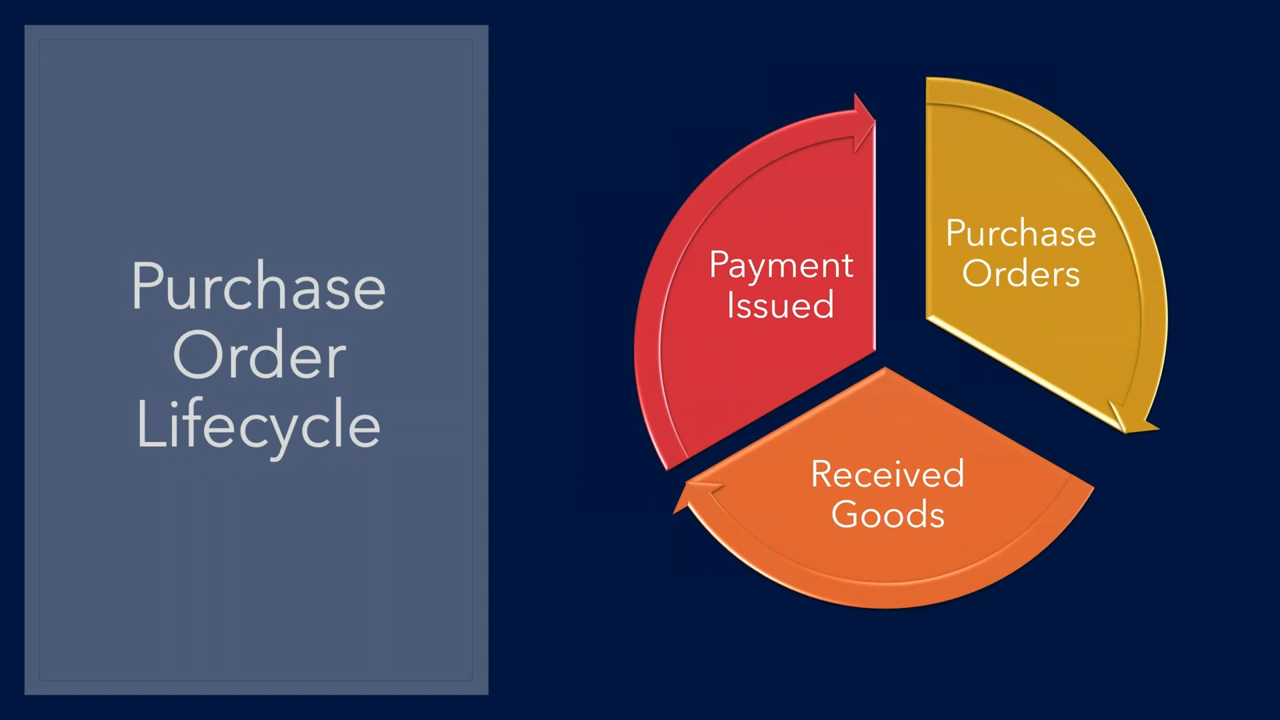 Purchase
Order
Lifecycle
Payment
Issued
Purchase
Orders
Received
Goods